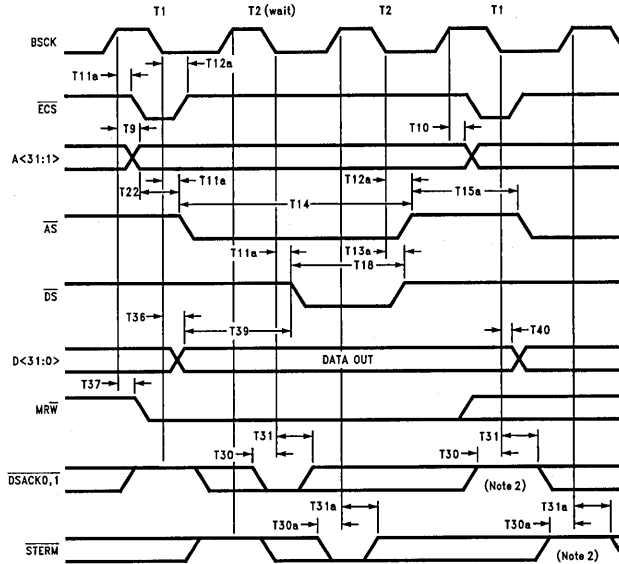 T1 T2 (wait) T2 T1
BSCK
T11a T12a
ECS
T9 T10
A<31:1>
T22 T11a T12a T15a
T14
AS
T11a T13a
T18
DS
T36 T39 T40
D<31:0> DATA OUT
T37
MRW
T31 T31
T30 T30
DSACK0,1 (Note 2)
T31a T31a
T30a T30a
STERM (Note 2)